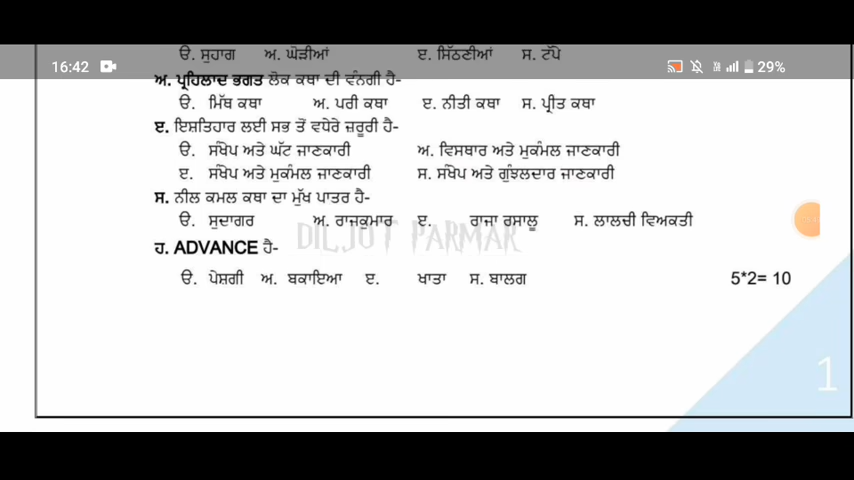 ੳ. ਸੁਹਾਗ ਅ. ਘੋੜੀਆਂ ੲ. ਸਿੱਠਣੀਆਂ ਸ. ਟੱਪੇ
16:42 29%
ਅ. ਪ੍ਰਹਿਲਾਦ ਭਗਤ ਲੋਕ ਕਥਾ ਦੀ ਵੰਨਗੀ ਹੈ-
ੳ. ਮਿੱਥ ਕਥਾ ਅ. ਪਰੀ ਕਥਾ ੲ. ਨੀਤੀ ਕਥਾ ਸ. ਪ੍ਰੀਤ ਕਥਾ
ੲ. ਇਸ਼ਤਿਹਾਰ ਲਈ ਸਭ ਤੋਂ ਵਧੇਰੇ ਜ਼ਰੂਰੀ ਹੈ-
ੳ. ਸੰਖੇਪ ਅਤੇ ਘੱਟ ਜਾਣਕਾਰੀ ਅ. ਵਿਸਥਾਰ ਅਤੇ ਮੁਕੰਮਲ ਜਾਣਕਾਰੀ
ੲ. ਸੰਖੇਪ ਅਤੇ ਮੁਕੰਮਲ ਜਾਣਕਾਰੀ ਸ. ਸੰਖੇਪ ਅਤੇ ਗੁੰਝਲਦਾਰ ਜਾਣਕਾਰੀ
ਸ. ਨੀਲ ਕਮਲ ਕਥਾ ਦਾ ਮੁੱਖ ਪਾਤਰ ਹੈ-
ੳ. ਸੁਦਾਗਰ ਅ. ਰਾਜਕੁਮਾਰ ੲ. ਰਾਜਾ ਰਸਾਲੂ ਸ. ਲਾਲਚੀ ਵਿਅਕਤੀ
DILJOT PARMAR
ਹ. ADVANCE ਹੈ-
ੳ. ਪੇਸ਼ਗੀ ਅ. ਬਕਾਇਆ ੲ. ਖਾਤਾ ਸ. ਬਾਲਗ 5*2= 10
1